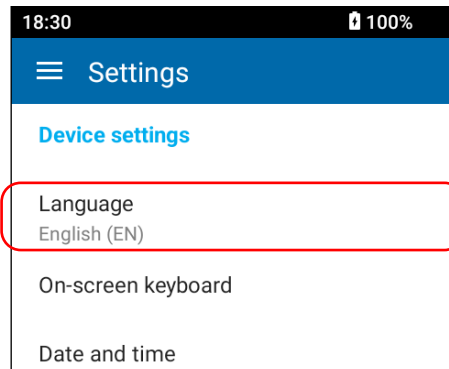 18:30 100%
Settings
Device settings
Language
English (EN)
On-screen keyboard
Date and time